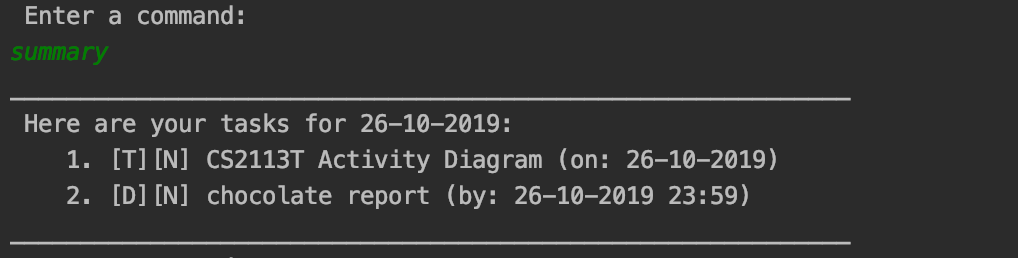 Enter a command:
summary
Here are your tasks for 26-10-2019:
1. [T][N] CS2113T Activity Diagram (on: 26-10-2019)
2. [D][N] chocolate report (by: 26-10-2019 23:59)